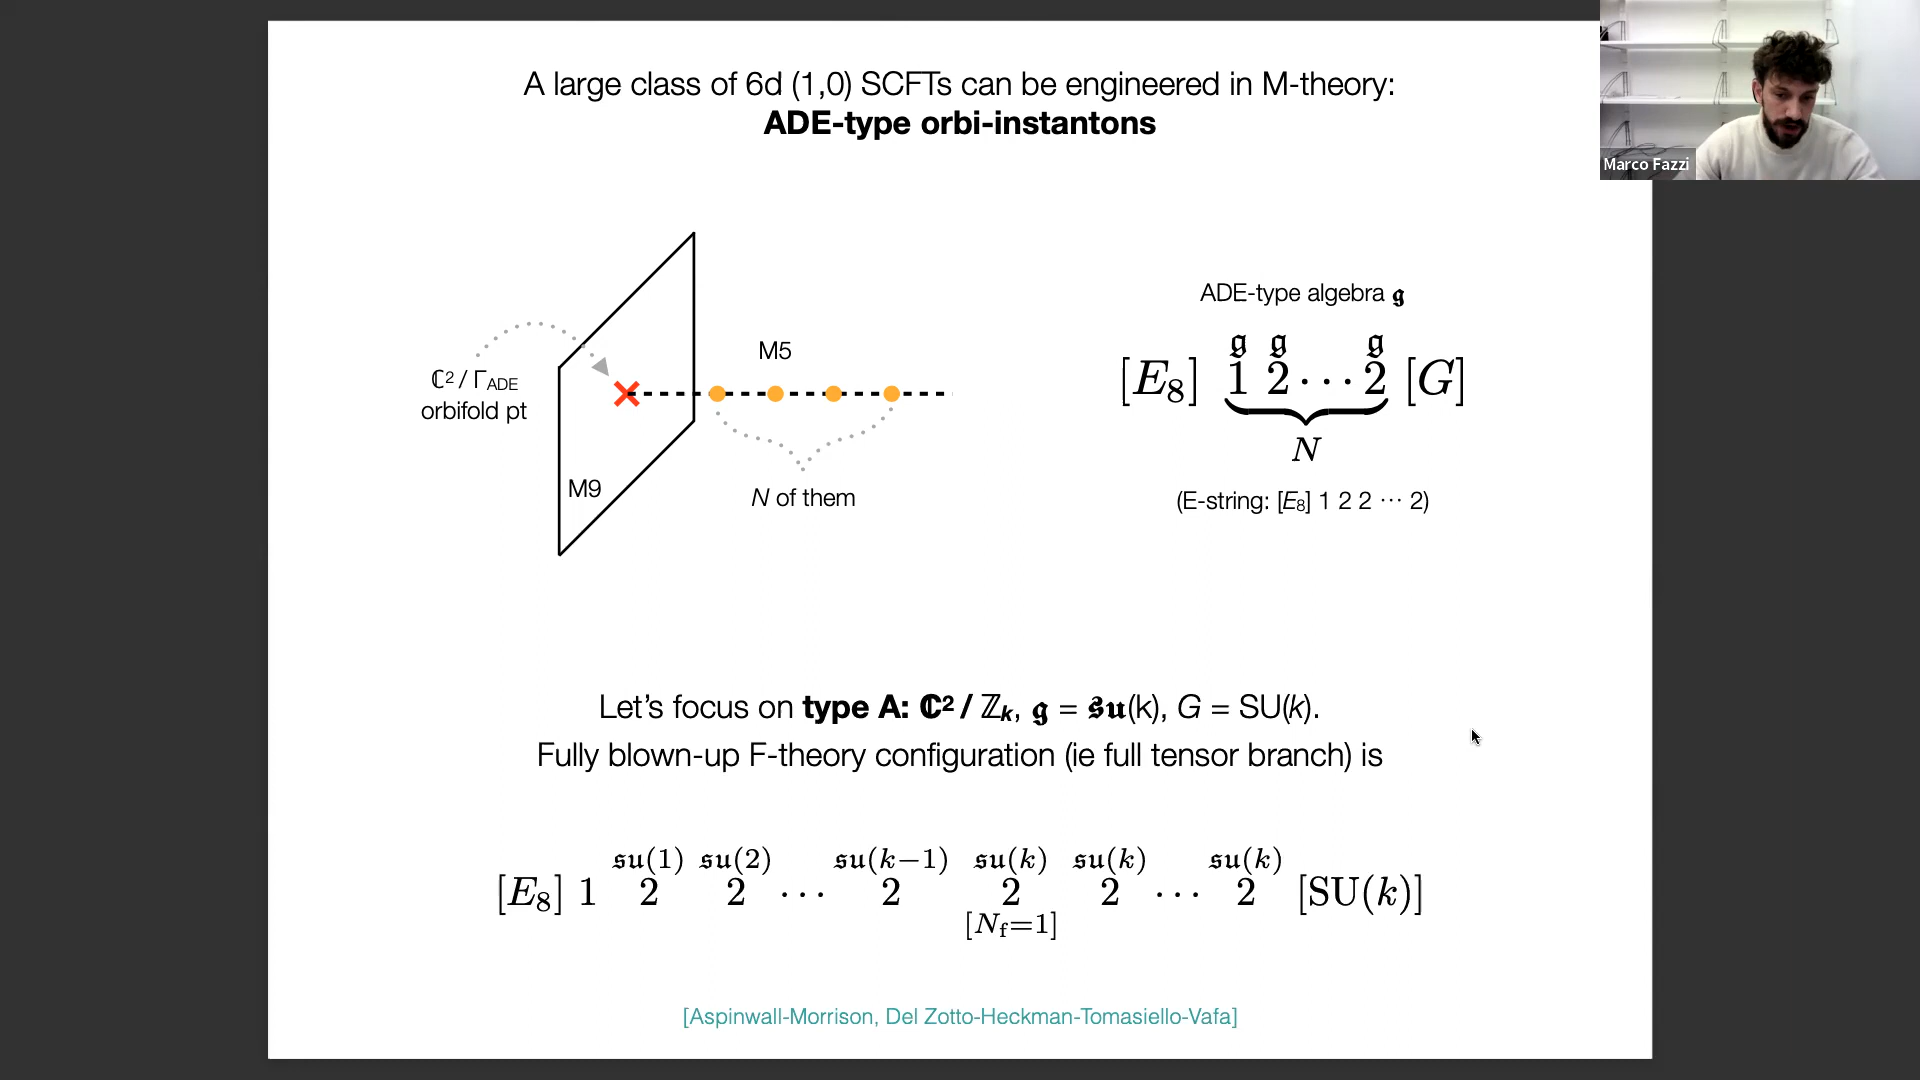 A large class of 6d (1,0) SCFTs can be engineered in M-theory:
ADE-type orbi-instantons
Marco Fazzi
ℂ² / Γ_ADE
orbifold pt
M9
M5
N of them
ADE-type algebra 𝔤
𝔤 𝔤 𝔤
[E₈] 1 2 ⋯ 2 [G]
N
(E-string: [E₈] 1 2 2 ⋯ 2)
Let's focus on type A: ℂ² / ℤₖ, 𝔤 = 𝔰𝔲(k), G = SU(k).
Fully blown-up F-theory configuration (ie full tensor branch) is
𝔰𝔲(1) 𝔰𝔲(2) 𝔰𝔲(k−1) 𝔰𝔲(k) 𝔰𝔲(k) 𝔰𝔲(k)
[E₈] 1 2 2 ⋯ 2 2 2 ⋯ 2 [SU(k)]
[N_f=1]
[Aspinwall-Morrison, Del Zotto-Heckman-Tomasiello-Vafa]